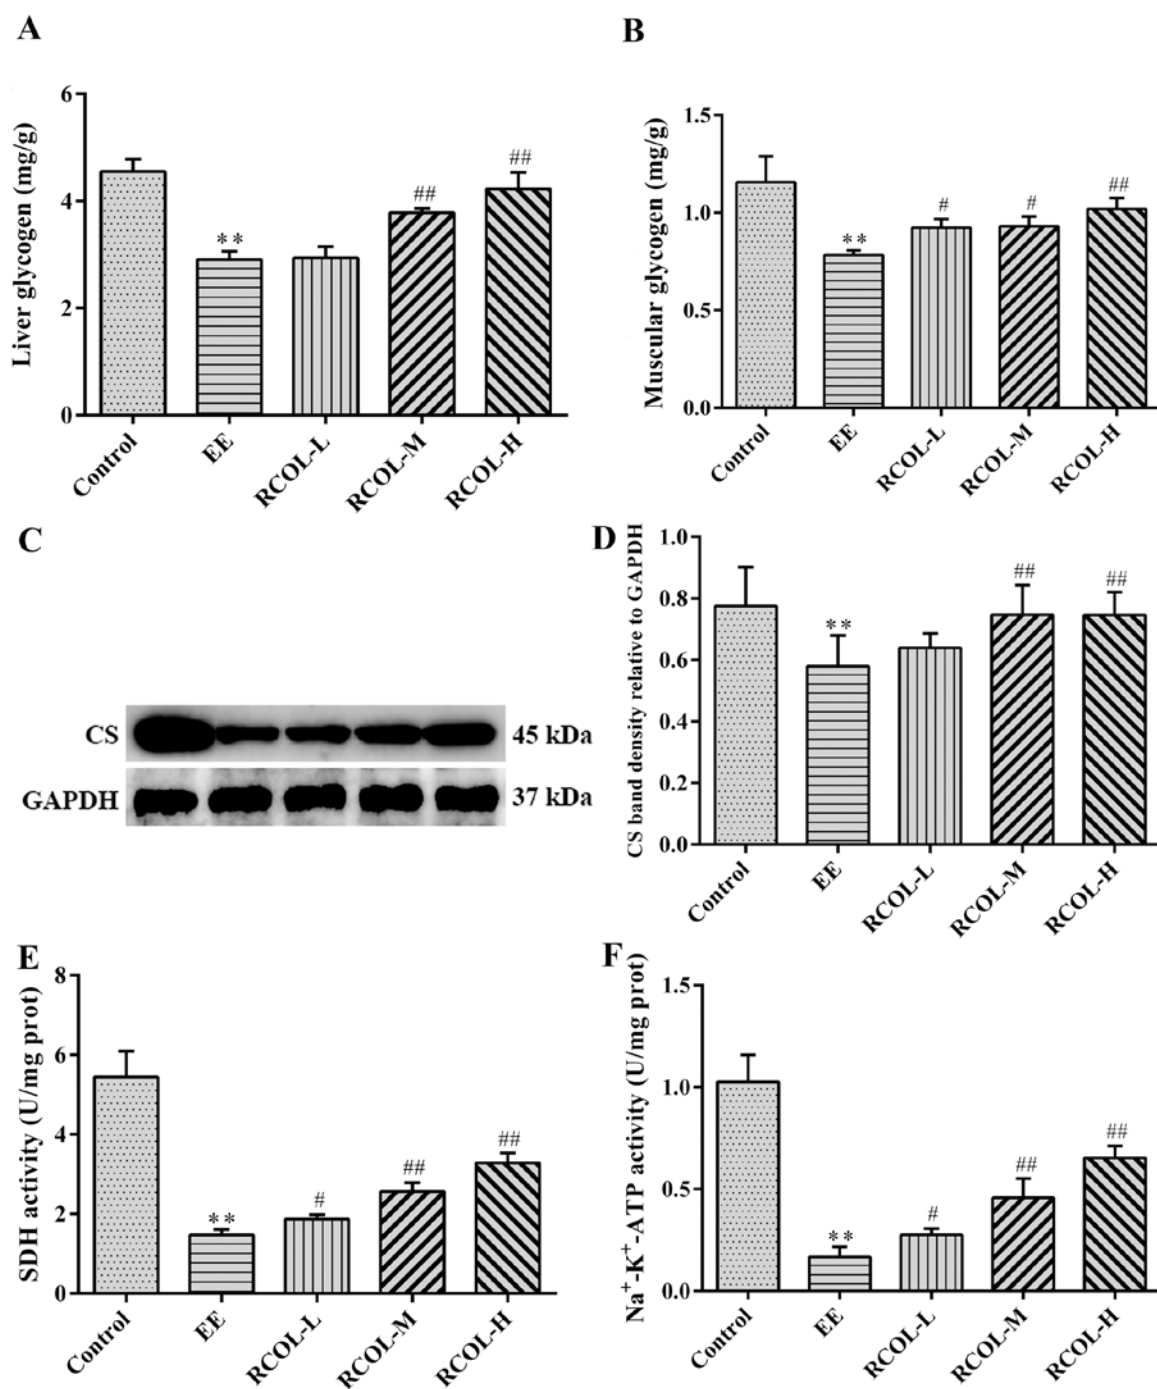 A
Liver glycogen (mg/g)
6
4
2
0
**
##
##
Control
EE
RCOL-L
RCOL-M
RCOL-H
B
Muscular glycogen (mg/g)
1.5
1.0
0.5
0.0
**
#
#
##
Control
EE
RCOL-L
RCOL-M
RCOL-H
C
CS
45 kDa
GAPDH
37 kDa
D
CS band density relative to GAPDH
1.0
0.8
0.6
0.4
0.2
0.0
**
##
##
Control
EE
RCOL-L
RCOL-M
RCOL-H
E
SDH activity (U/mg prot)
8
6
4
2
0
**
#
##
##
Control
EE
RCOL-L
RCOL-M
RCOL-H
F
Na⁺-K⁺-ATP activity (U/mg prot)
1.5
1.0
0.5
0.0
**
#
##
##
Control
EE
RCOL-L
RCOL-M
RCOL-H